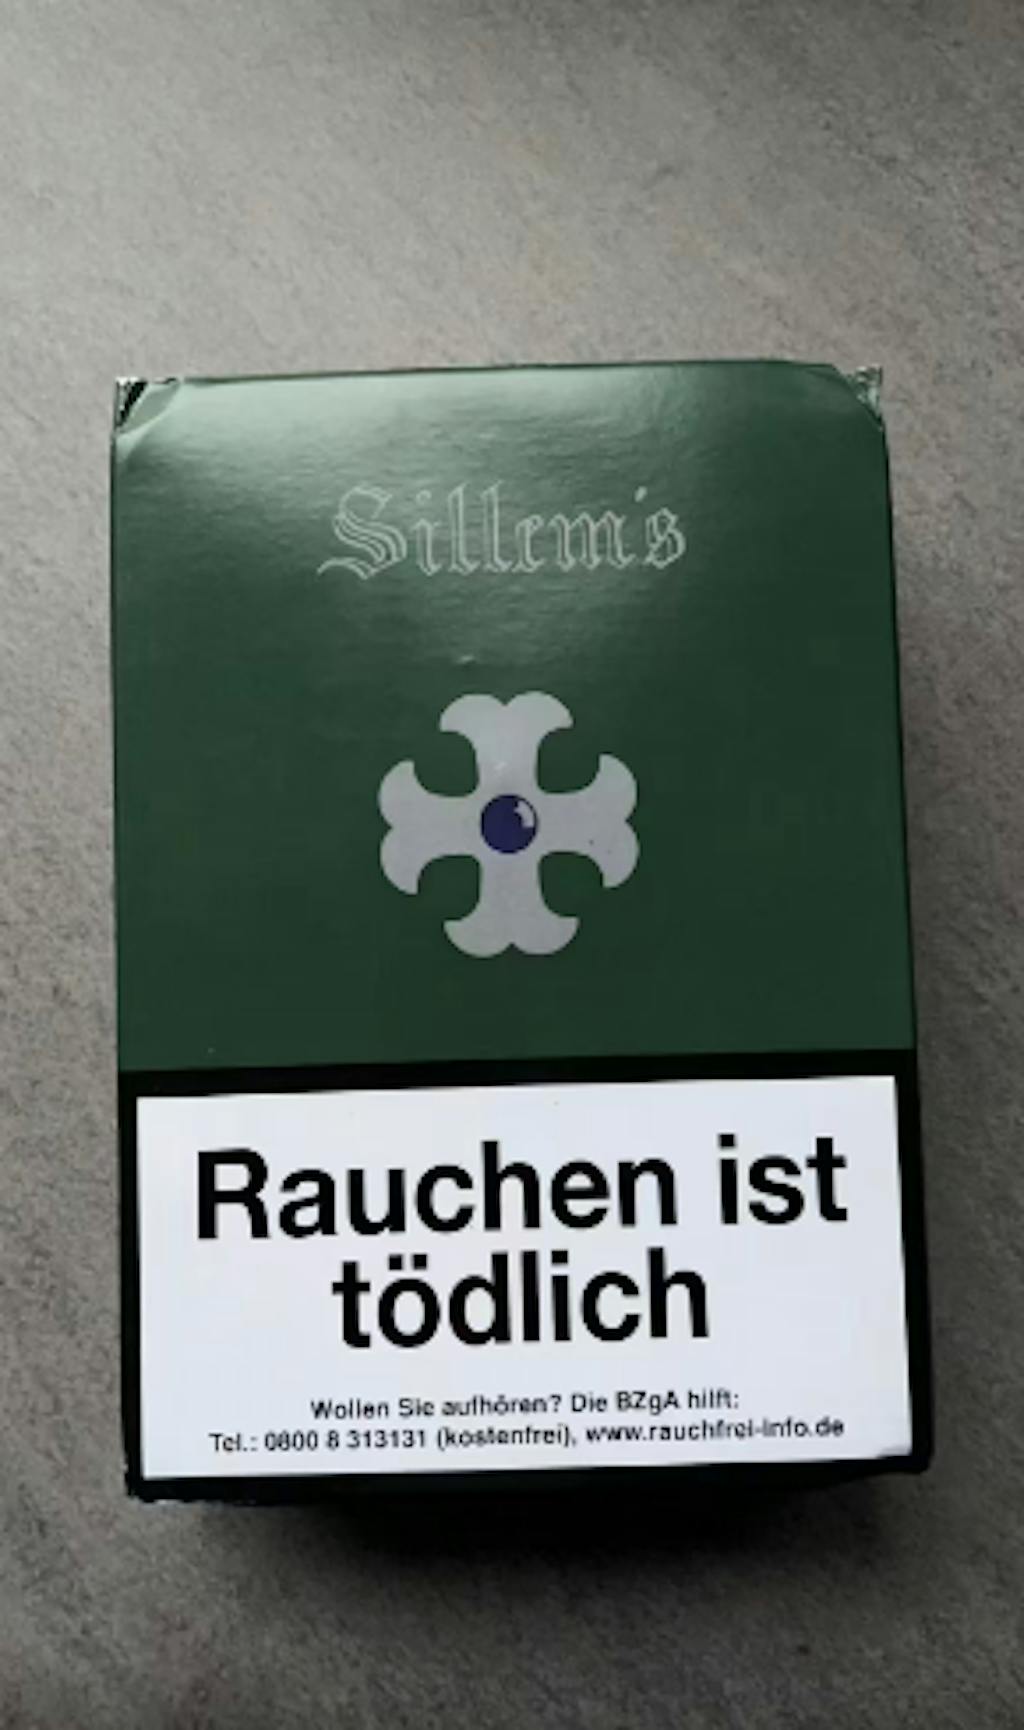 Sillem's
Rauchen ist
tödlich
Wollen Sie aufhören? Die BZgA hilft:
Tel.: 0800 8 313131 (kostenfrei), www.rauchfrei-info.de